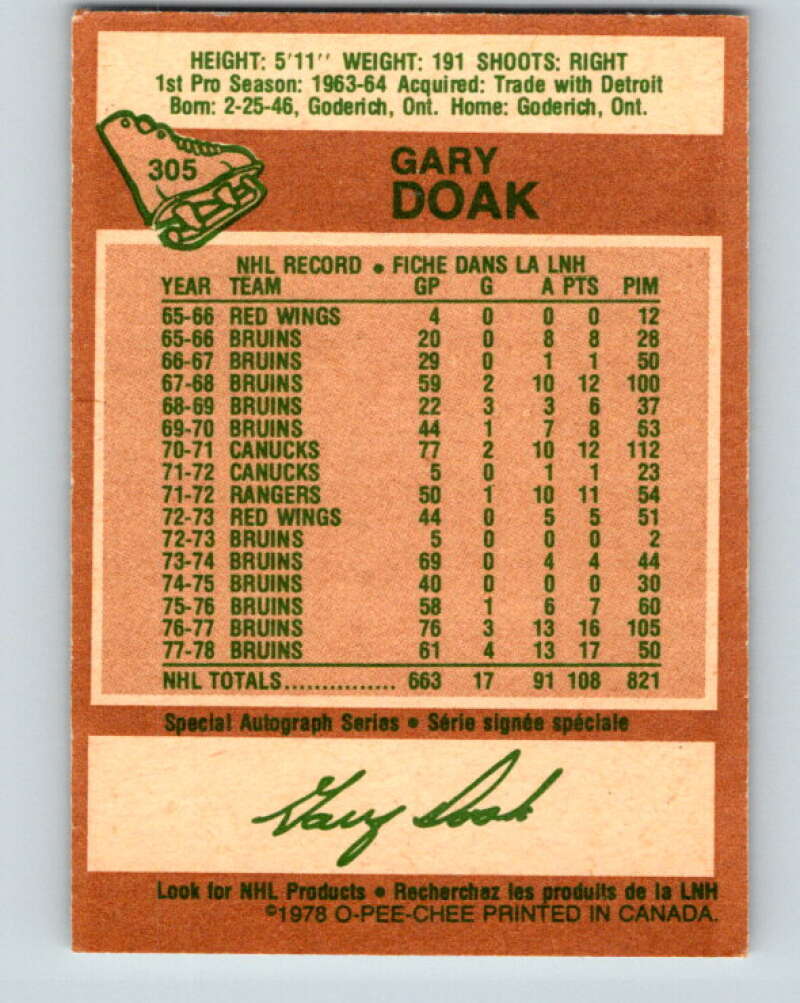 HEIGHT: 5'11'' WEIGHT: 191 SHOOTS: RIGHT
1st Pro Season: 1963-64 Acquired: Trade with Detroit
Born: 2-25-46, Goderich, Ont. Home: Goderich, Ont.
305
GARY
DOAK
NHL RECORD • FICHE DANS LA LNH
YEAR TEAM GP G A PTS PIM
65-66 RED WINGS 4 0 0 0 12
65-66 BRUINS 20 0 8 8 28
66-67 BRUINS 29 0 1 1 50
67-68 BRUINS 59 2 10 12 100
68-69 BRUINS 22 3 3 6 37
69-70 BRUINS 44 1 7 8 63
70-71 CANUCKS 77 2 10 12 112
71-72 CANUCKS 5 0 1 1 23
71-72 RANGERS 50 1 10 11 54
72-73 RED WINGS 44 0 5 5 51
72-73 BRUINS 5 0 0 0 2
73-74 BRUINS 69 0 4 4 44
74-75 BRUINS 40 0 0 0 30
75-76 BRUINS 58 1 6 7 60
76-77 BRUINS 76 3 13 16 105
77-78 BRUINS 61 4 13 17 50
NHL TOTALS............... 663 17 91 108 821
Special Autograph Series • Série signée spéciale
Gary Doak
Look for NHL Products • Recherchez les produits de la LNH
©1978 O-PEE-CHEE PRINTED IN CANADA.